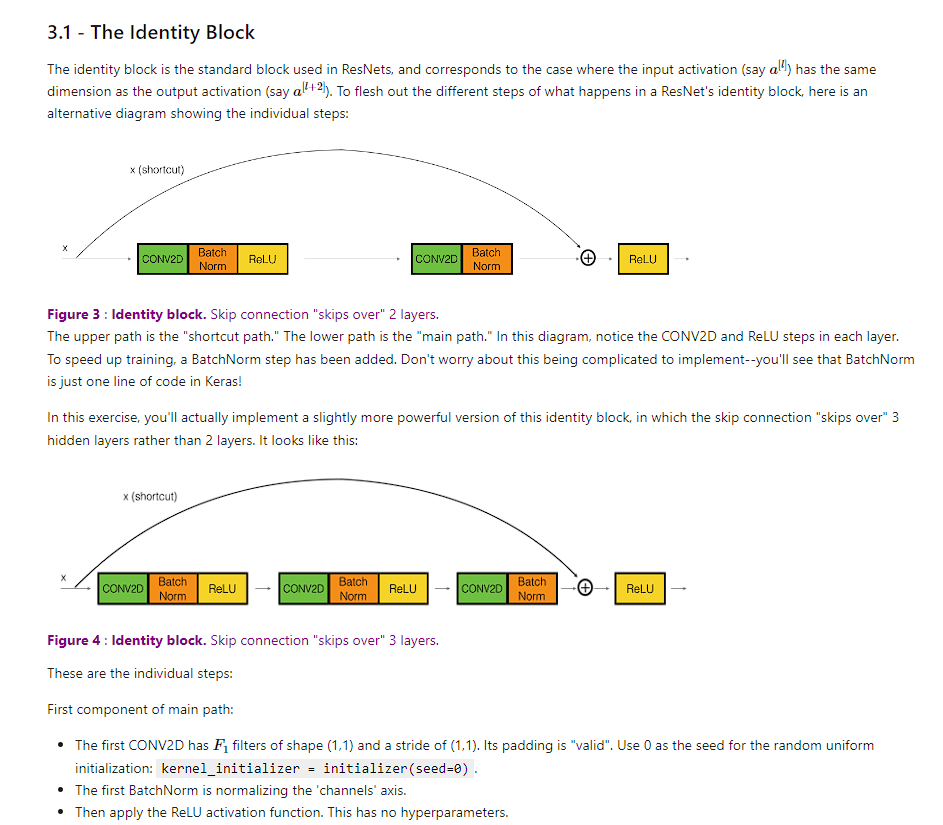 3.1 - The Identity Block
The identity block is the standard block used in ResNets, and corresponds to the case where the input activation (say a[l]) has the same
dimension as the output activation (say a[l+2]). To flesh out the different steps of what happens in a ResNet's identity block, here is an
alternative diagram showing the individual steps:
x (shortcut)
x
CONV2D Batch Norm ReLU CONV2D Batch Norm + ReLU
Figure 3 : Identity block. Skip connection "skips over" 2 layers.
The upper path is the "shortcut path." The lower path is the "main path." In this diagram, notice the CONV2D and ReLU steps in each layer.
To speed up training, a BatchNorm step has been added. Don't worry about this being complicated to implement--you'll see that BatchNorm
is just one line of code in Keras!
In this exercise, you'll actually implement a slightly more powerful version of this identity block, in which the skip connection "skips over" 3
hidden layers rather than 2 layers. It looks like this:
x (shortcut)
x
CONV2D Batch Norm ReLU CONV2D Batch Norm ReLU CONV2D Batch Norm + ReLU
Figure 4 : Identity block. Skip connection "skips over" 3 layers.
These are the individual steps:
First component of main path:
• The first CONV2D has F1 filters of shape (1,1) and a stride of (1,1). Its padding is "valid". Use 0 as the seed for the random uniform
initialization: kernel_initializer = initializer(seed=0) .
• The first BatchNorm is normalizing the 'channels' axis.
• Then apply the ReLU activation function. This has no hyperparameters.